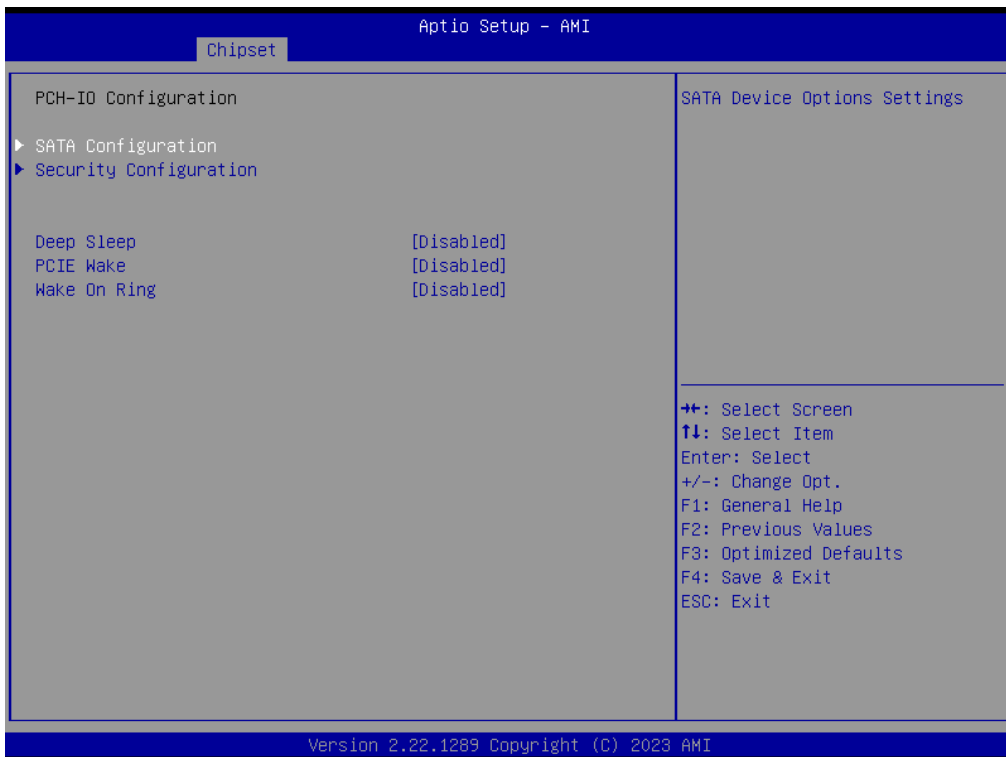 Aptio Setup – AMI
Chipset
PCH-IO Configuration
SATA Configuration
Security Configuration
Deep Sleep [Disabled]
PCIE Wake [Disabled]
Wake On Ring [Disabled]
SATA Device Options Settings
→←: Select Screen
↑↓: Select Item
Enter: Select
+/-: Change Opt.
F1: General Help
F2: Previous Values
F3: Optimized Defaults
F4: Save & Exit
ESC: Exit
Version 2.22.1289 Copyright (C) 2023 AMI